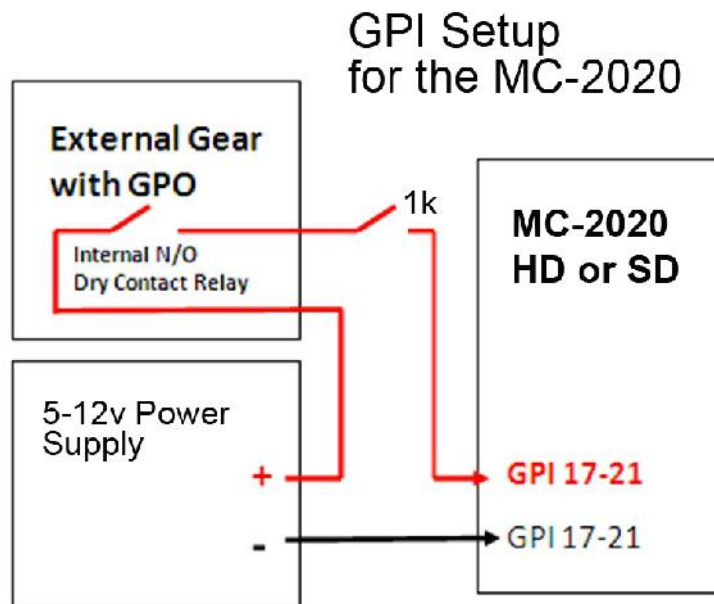 GPI Setup
for the MC-2020
External Gear
with GPO
Internal N/O
Dry Contact Relay
1k
MC-2020
HD or SD
5-12v Power
Supply
+
-
GPI 17-21
GPI 17-21